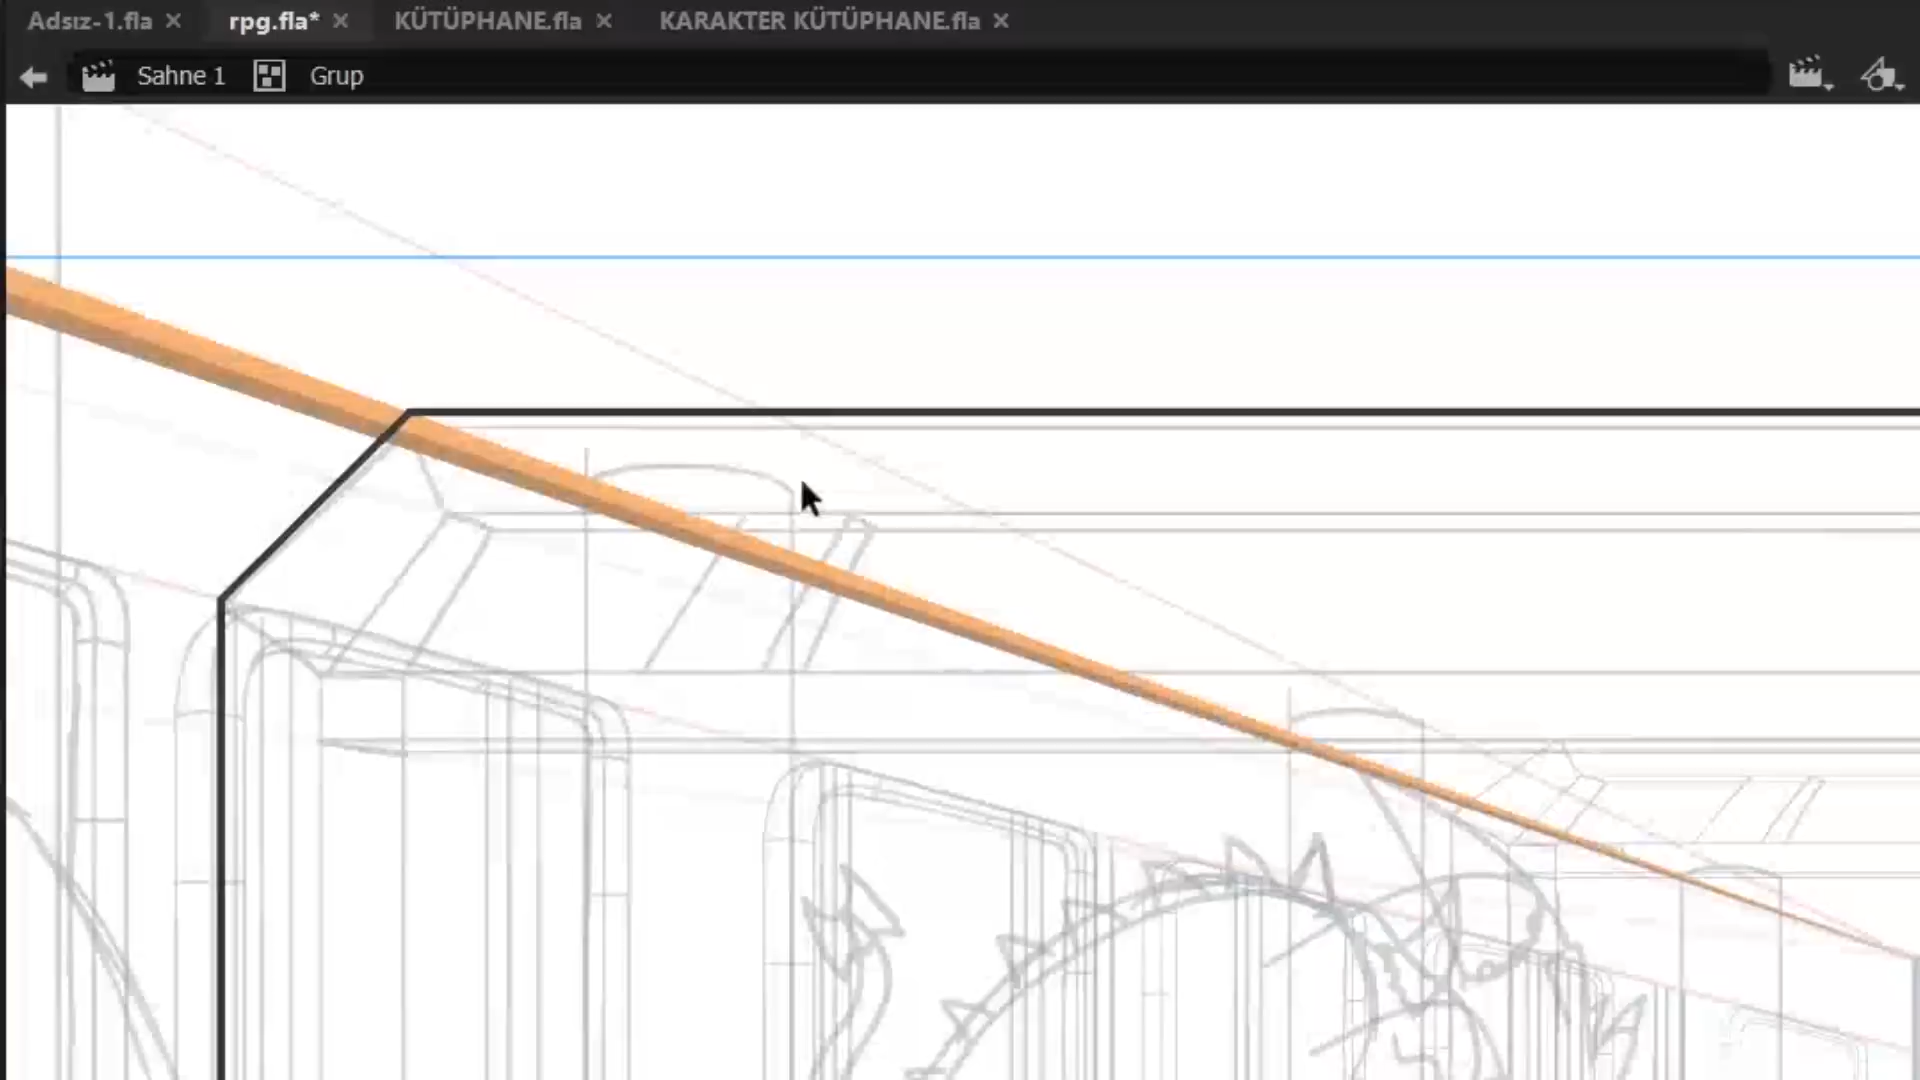 Adsız-1.fla × rpg.fla* × KÜTÜPHANE.fla × KARAKTER KÜTÜPHANE.fla ×
Sahne 1 Grup